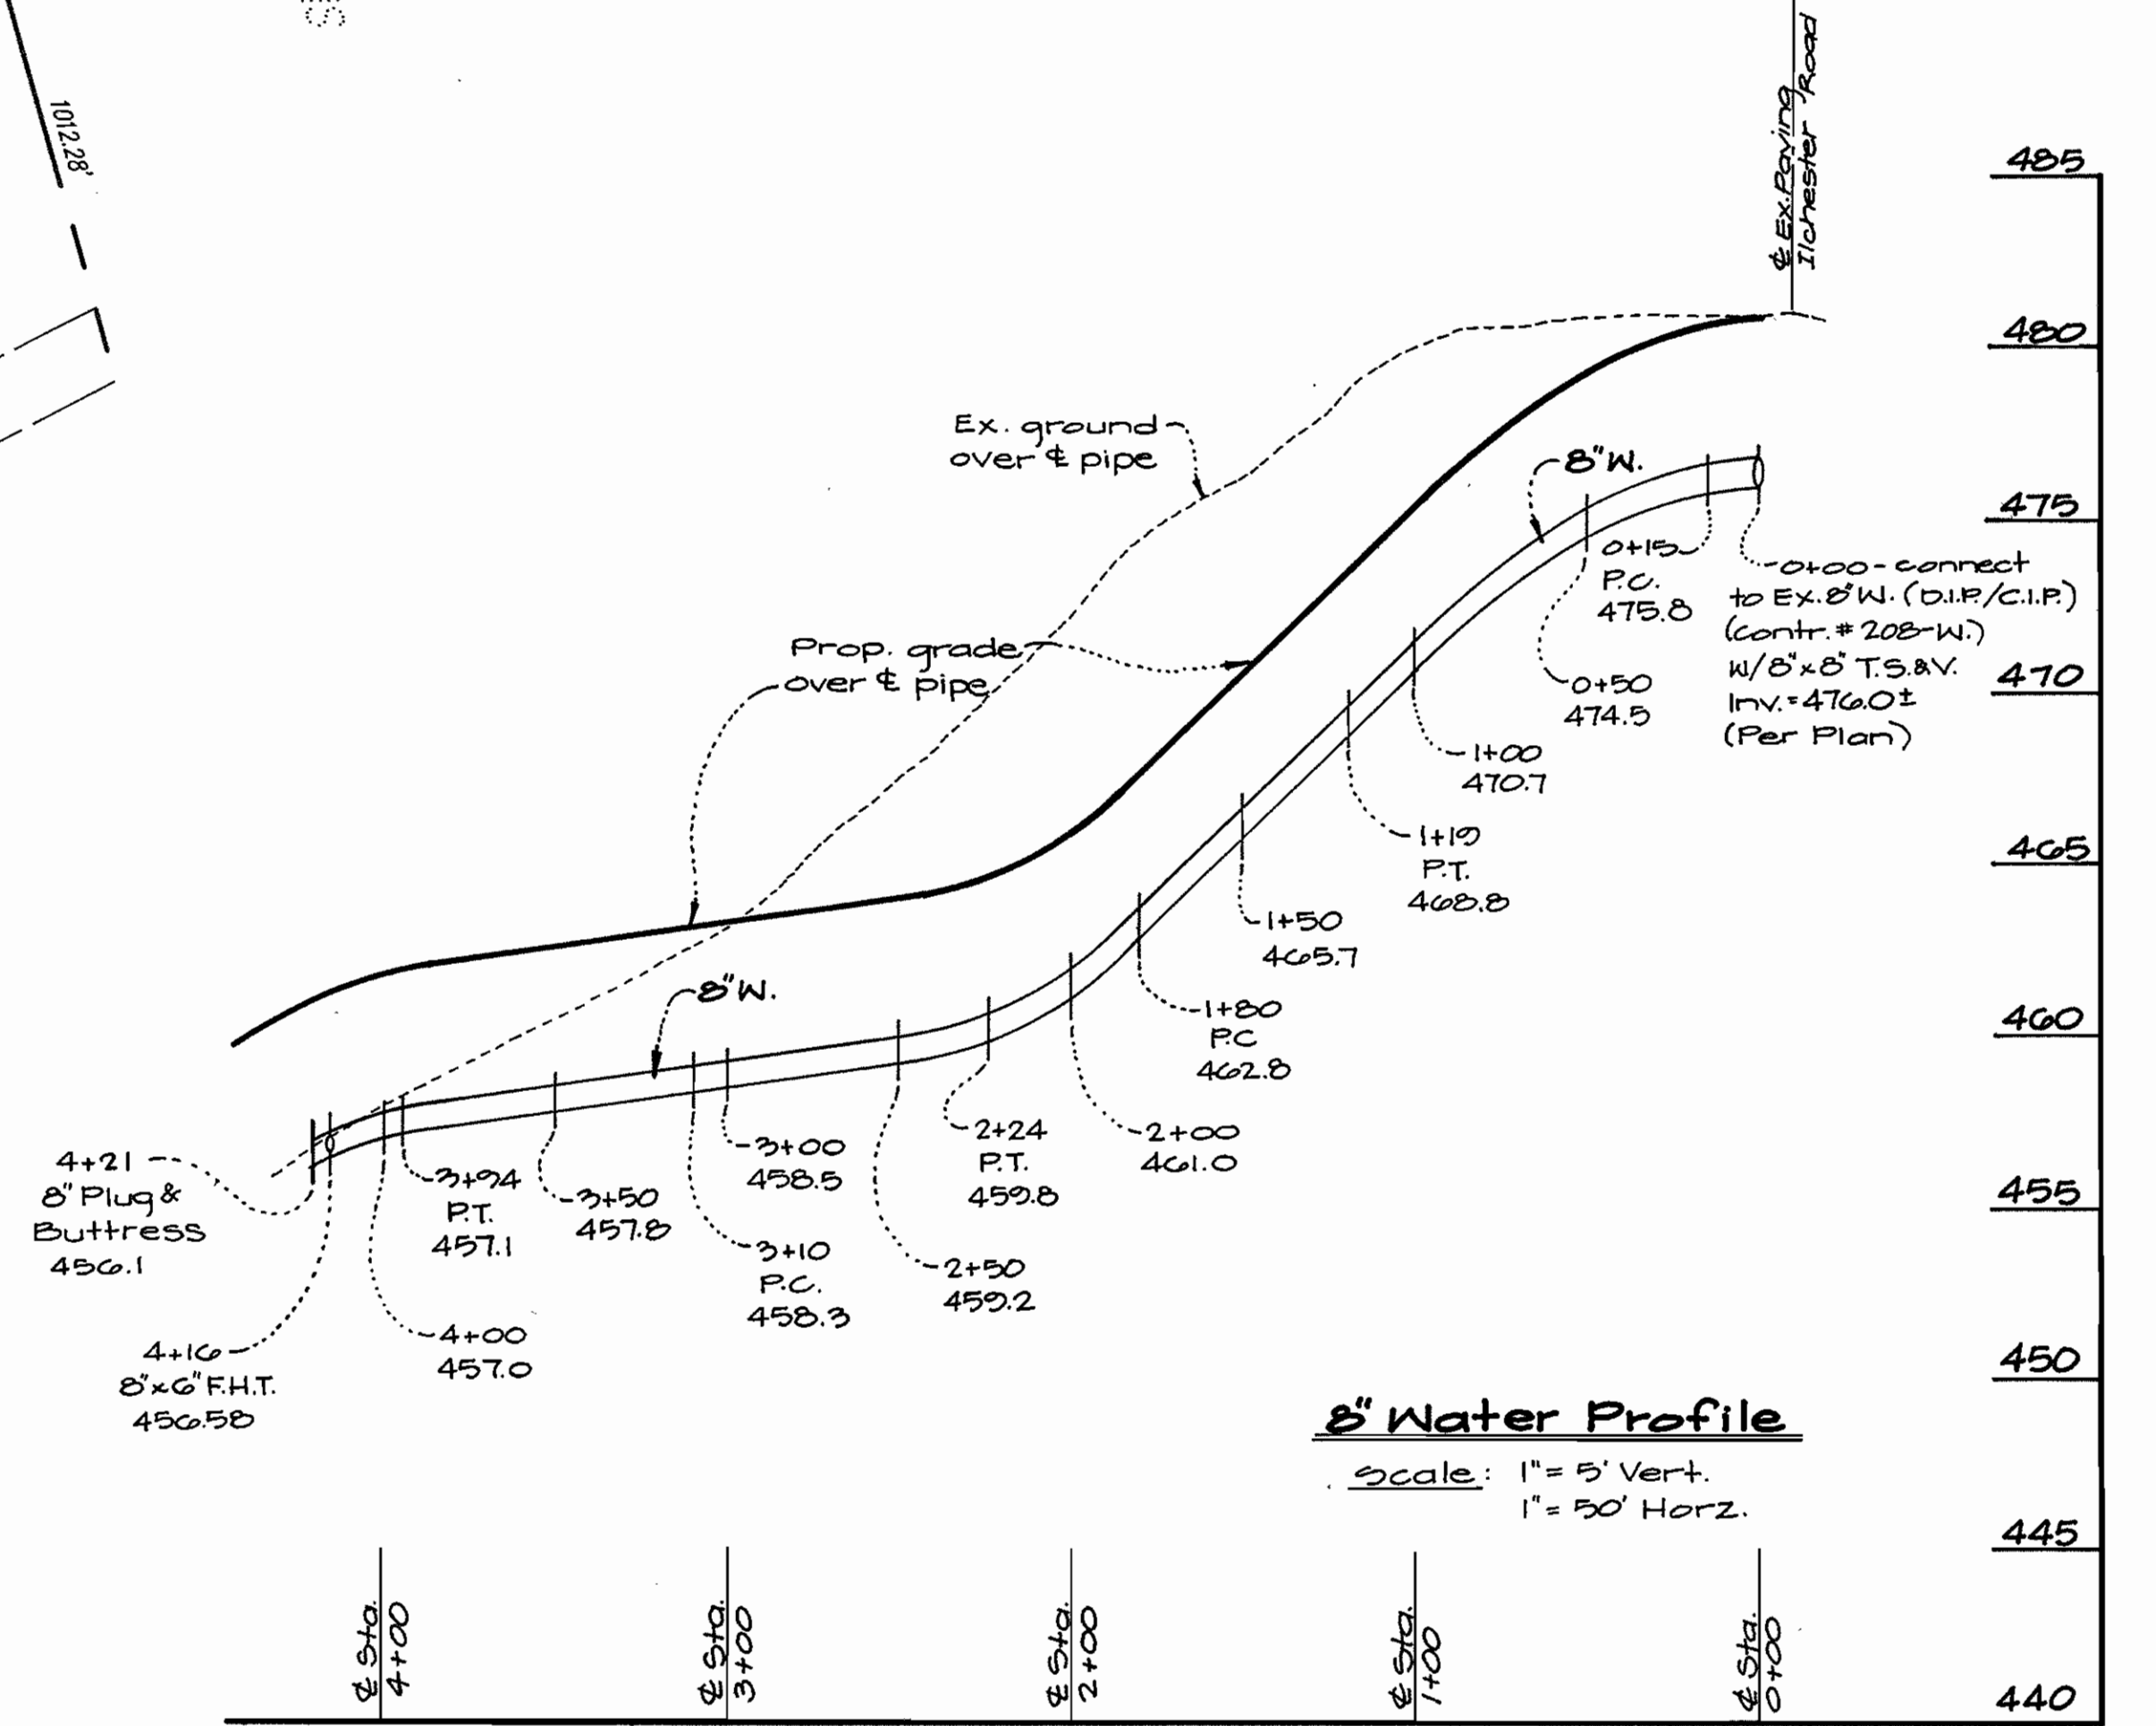 1012.28'
₵ Ex. Paving
Ilchester Road
485
480
475
470
465
460
455
450
445
440
Ex. ground
over ₵ pipe
Prop. grade
over ₵ pipe
8"W.
0+00 - connect
to Ex. 8"W. (D.I.P./C.I.P.)
(Contr. # 208-W.)
W/ 8"x8" T.S.&V.
Inv. = 476.0±
(Per Plan)
0+15
P.C.
475.8
0+50
474.5
1+00
470.7
1+19
P.T.
468.8
1+50
465.7
1+80
P.C
462.8
2+00
461.0
2+24
P.T.
459.8
2+50
459.2
8"W.
3+00
458.5
3+10
P.C.
458.3
3+50
457.8
3+94
P.T.
457.1
4+00
457.0
4+16
8"x6" F.H.T.
456.58
4+21
8" Plug &
Buttress
456.1
8" Water Profile
Scale: 1" = 5' Vert.
1" = 50' Horz.
₵ Sta.
4+00
₵ Sta.
3+00
₵ Sta.
2+00
₵ Sta.
1+00
₵ Sta.
0+00